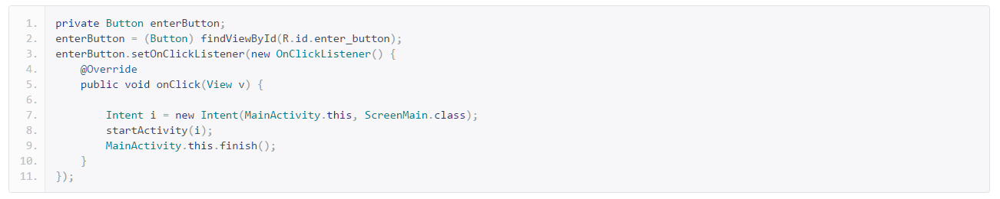 1. private Button enterButton;
2. enterButton = (Button) findViewById(R.id.enter_button);
3. enterButton.setOnClickListener(new OnClickListener() {
4.     @Override
5.     public void onClick(View v) {
6.
7.         Intent i = new Intent(MainActivity.this, ScreenMain.class);
8.         startActivity(i);
9.         MainActivity.this.finish();
10.     }
11. });